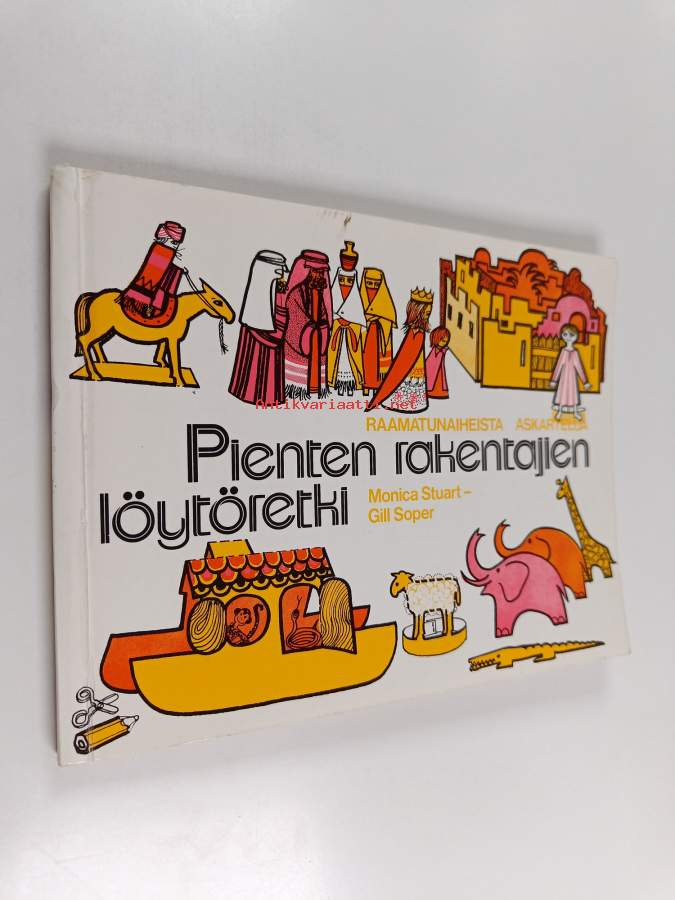 Antikvariaatti.net
RAAMATUNAIHEISTA ASKARTELUA
Pienten rakentajien
löytöretki
Monica Stuart –
Gill Soper